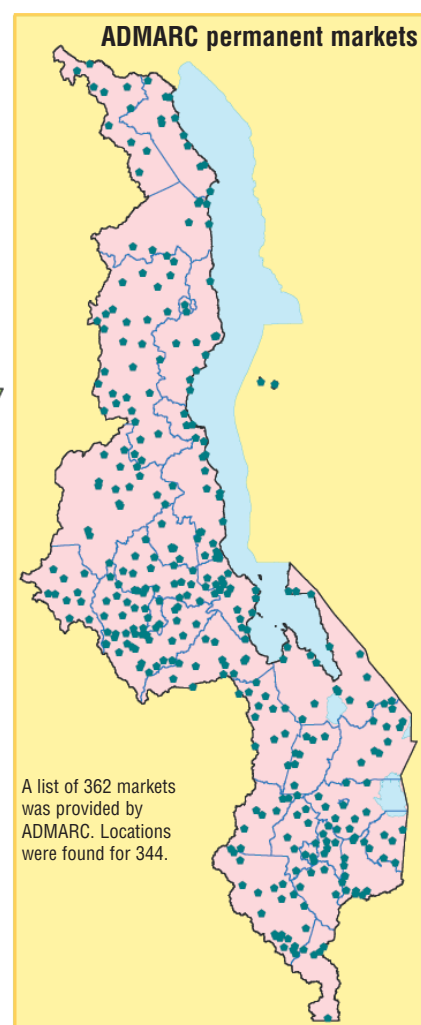 ADMARC permanent markets
A list of 362 markets
was provided by
ADMARC. Locations
were found for 344.